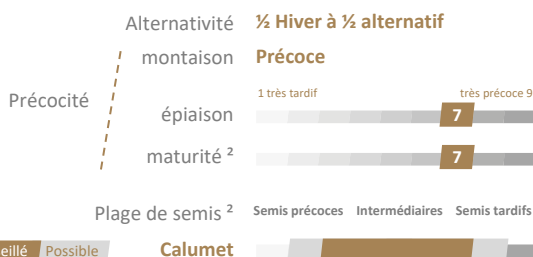 Alternativité ½ Hiver à ½ alternatif
montaison Précoce
Précocité
1 très tardif très précoce 9
épiaison 7
maturité ² 7
Plage de semis ² Semis précoces Intermédiaires Semis tardifs
Possible Calumet